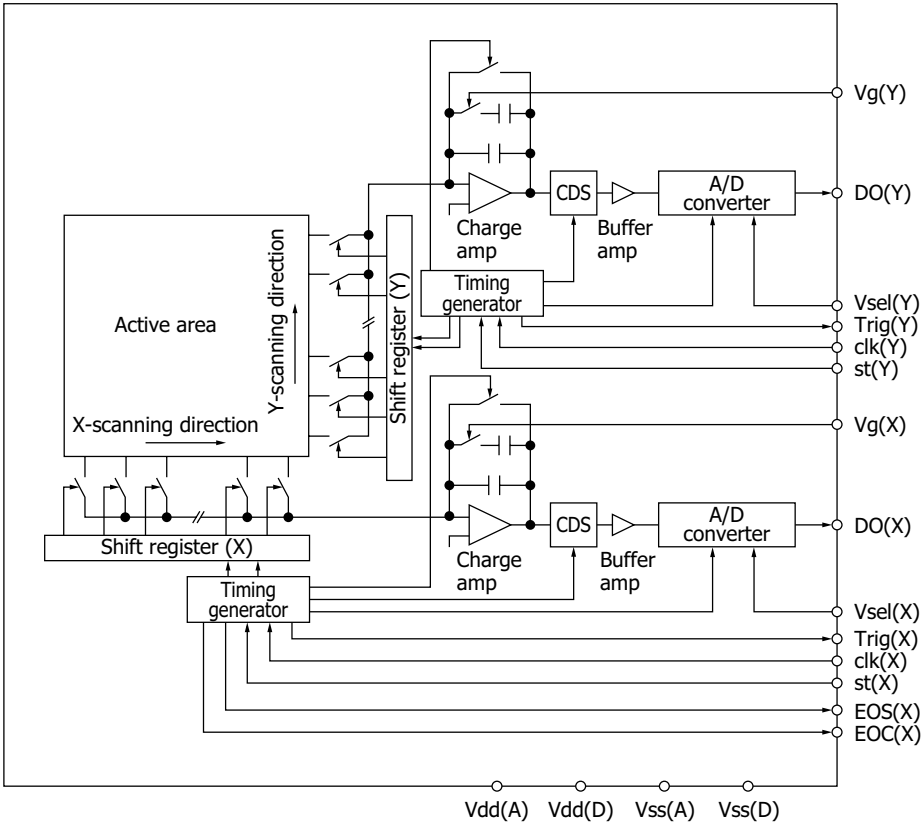 Vg(Y)
CDS
A/D
converter
DO(Y)
Charge
amp
Buffer
amp
Active area
Y-scanning direction
X-scanning direction
Shift register (Y)
Timing
generator
Vsel(Y)
Trig(Y)
clk(Y)
st(Y)
Vg(X)
CDS
A/D
converter
DO(X)
Charge
amp
Buffer
amp
Shift register (X)
Timing
generator
Vsel(X)
Trig(X)
clk(X)
st(X)
EOS(X)
EOC(X)
Vdd(A)
Vdd(D)
Vss(A)
Vss(D)